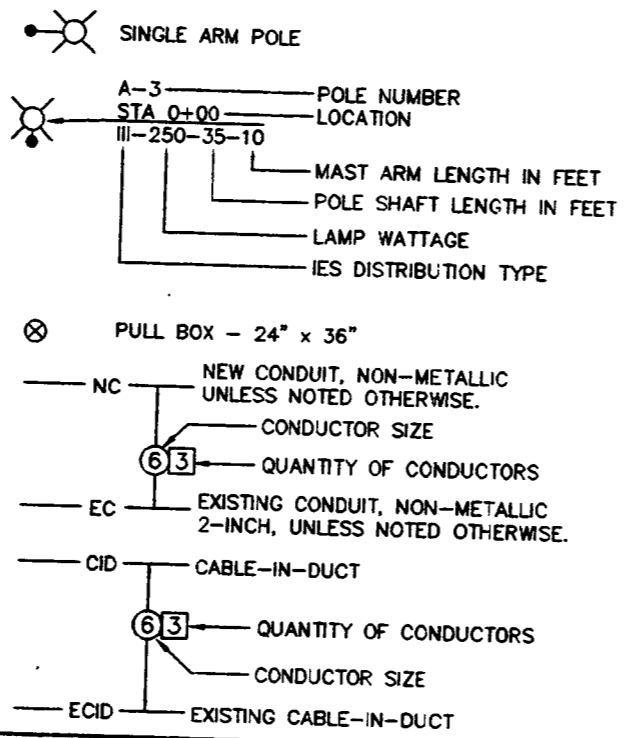 SINGLE ARM POLE
A-3 POLE NUMBER
STA 0+00 LOCATION
III-250-35-10
MAST ARM LENGTH IN FEET
POLE SHAFT LENGTH IN FEET
LAMP WATTAGE
IES DISTRIBUTION TYPE
PULL BOX - 24" x 36"
NC NEW CONDUIT, NON-METALLIC
UNLESS NOTED OTHERWISE.
CONDUCTOR SIZE
6 3 QUANTITY OF CONDUCTORS
EC EXISTING CONDUIT, NON-METALLIC
2-INCH, UNLESS NOTED OTHERWISE.
CID CABLE-IN-DUCT
6 3 QUANTITY OF CONDUCTORS
CONDUCTOR SIZE
ECID EXISTING CABLE-IN-DUCT